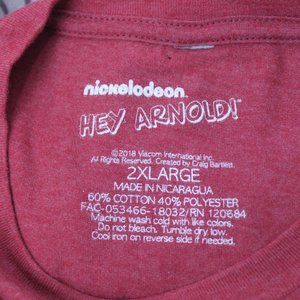 nickelodeon
HEY ARNOLD!™
©2018 Viacom International Inc.
All Rights Reserved. Created by Craig Bartlett.
2XLARGE
MADE IN NICARAGUA
60% COTTON 40% POLYESTER
FAC-053466-18032/RN 120684
Machine wash cold with like colors.
Do not bleach. Tumble dry low.
Cool iron on reverse side if needed.